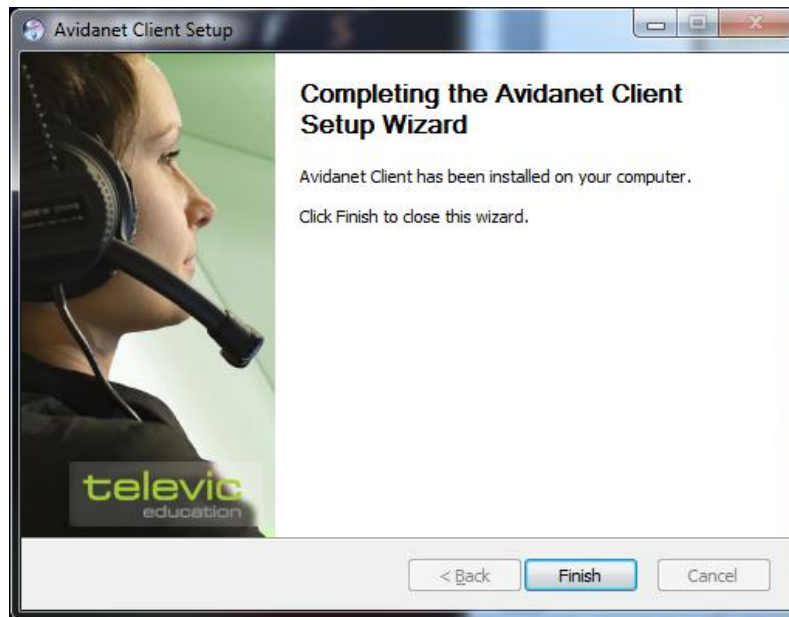 Avidanet Client Setup
Completing the Avidanet Client
Setup Wizard
Avidanet Client has been installed on your computer.
Click Finish to close this wizard.
televic
education
< Back
Finish
Cancel